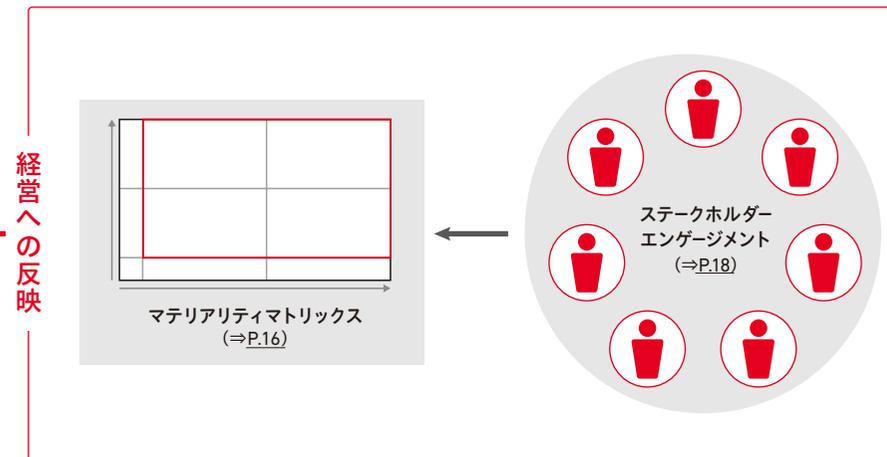 経営への反映
マテリアリティマトリックス
(⇒P.16)
ステークホルダー
エンゲージメント
(⇒P.18)